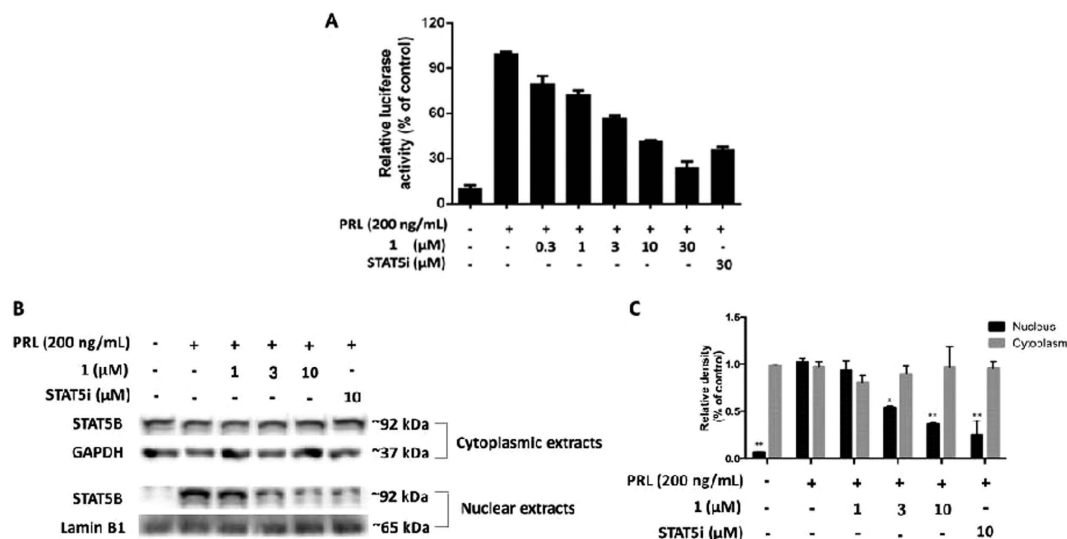 A
Relative luciferase
activity (% of control)
120
90
60
30
0
PRL (200 ng/mL) - + + + + + + +
1 (μM) - - 0.3 1 3 10 30 -
STAT5i (μM) - - - - - - - 30
B
PRL (200 ng/mL) - + + + + +
1 (μM) - - 1 3 10 -
STAT5i (μM) - - - - - 10
STAT5B ~92 kDa
GAPDH ~37 kDa
Cytoplasmic extracts
STAT5B ~92 kDa
Lamin B1 ~65 kDa
Nuclear extracts
C
Relative density
(% of control)
1.5
1.0
0.5
0.0
Nucleus
Cytoplasm
** * ** **
PRL (200 ng/mL) - + + + + +
1 (μM) - - 1 3 10 -
STAT5i (μM) - - - - - 10